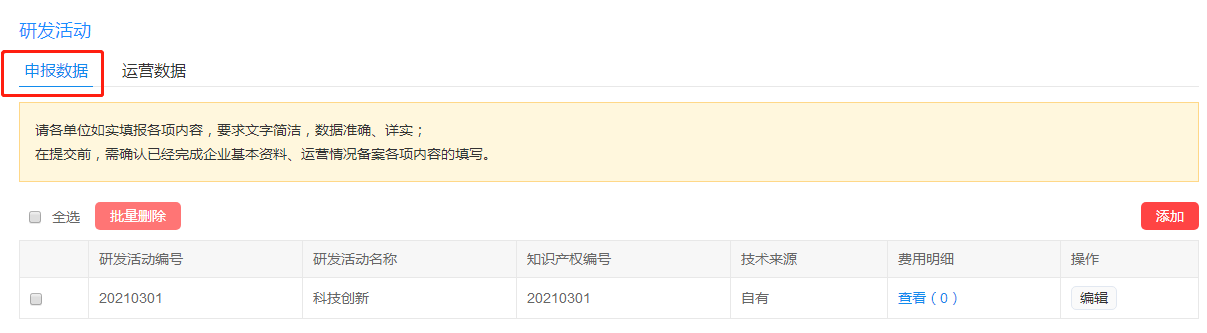 研发活动
申报数据 运营数据
请各单位如实填报各项内容，要求文字简洁，数据准确、详实；
在提交前，需确认已经完成企业基本资料、运营情况备案各项内容的填写。
全选 批量删除 添加
研发活动编号 研发活动名称 知识产权编号 技术来源 费用明细 操作
20210301 科技创新 20210301 自有 查看（0） 编辑